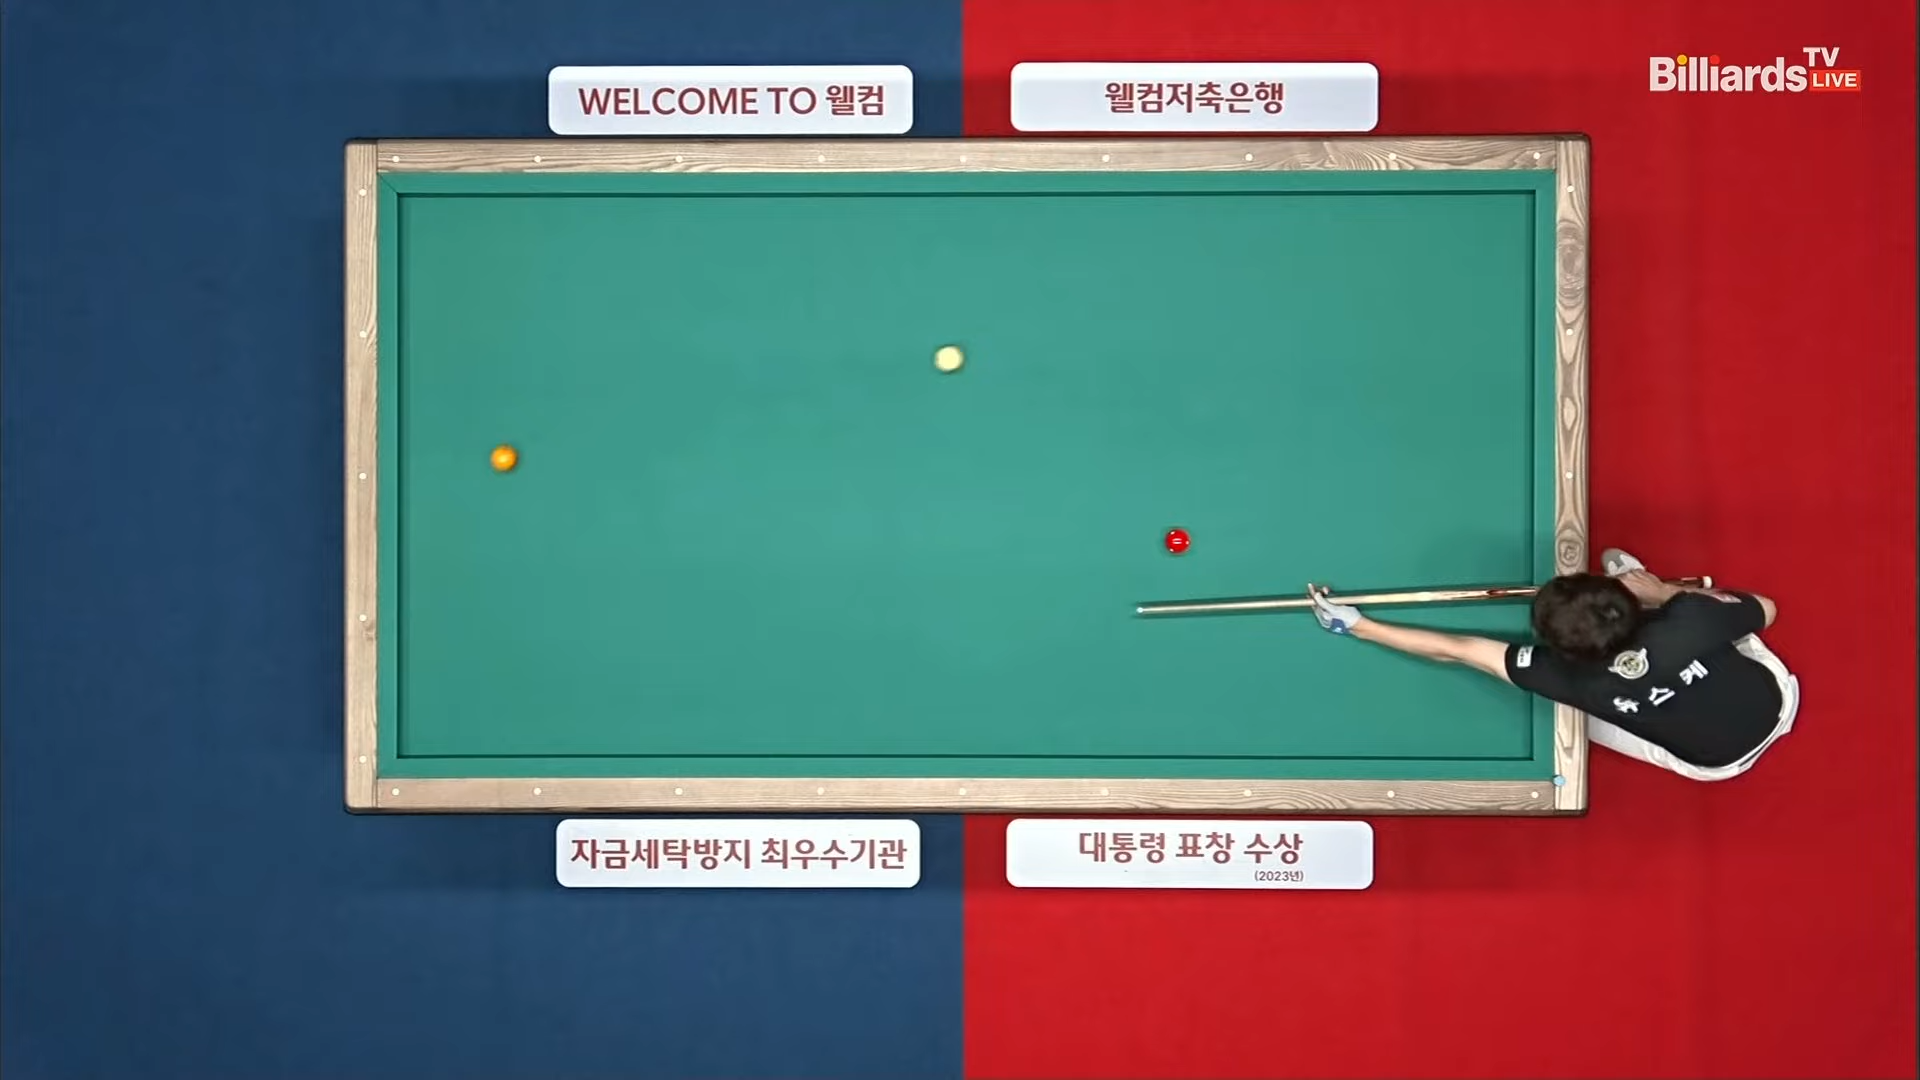 Billiards TV
LIVE
WELCOME TO 웰컴
웰컴저축은행
자금세탁방지 최우수기관
대통령 표창 수상
(2023년)